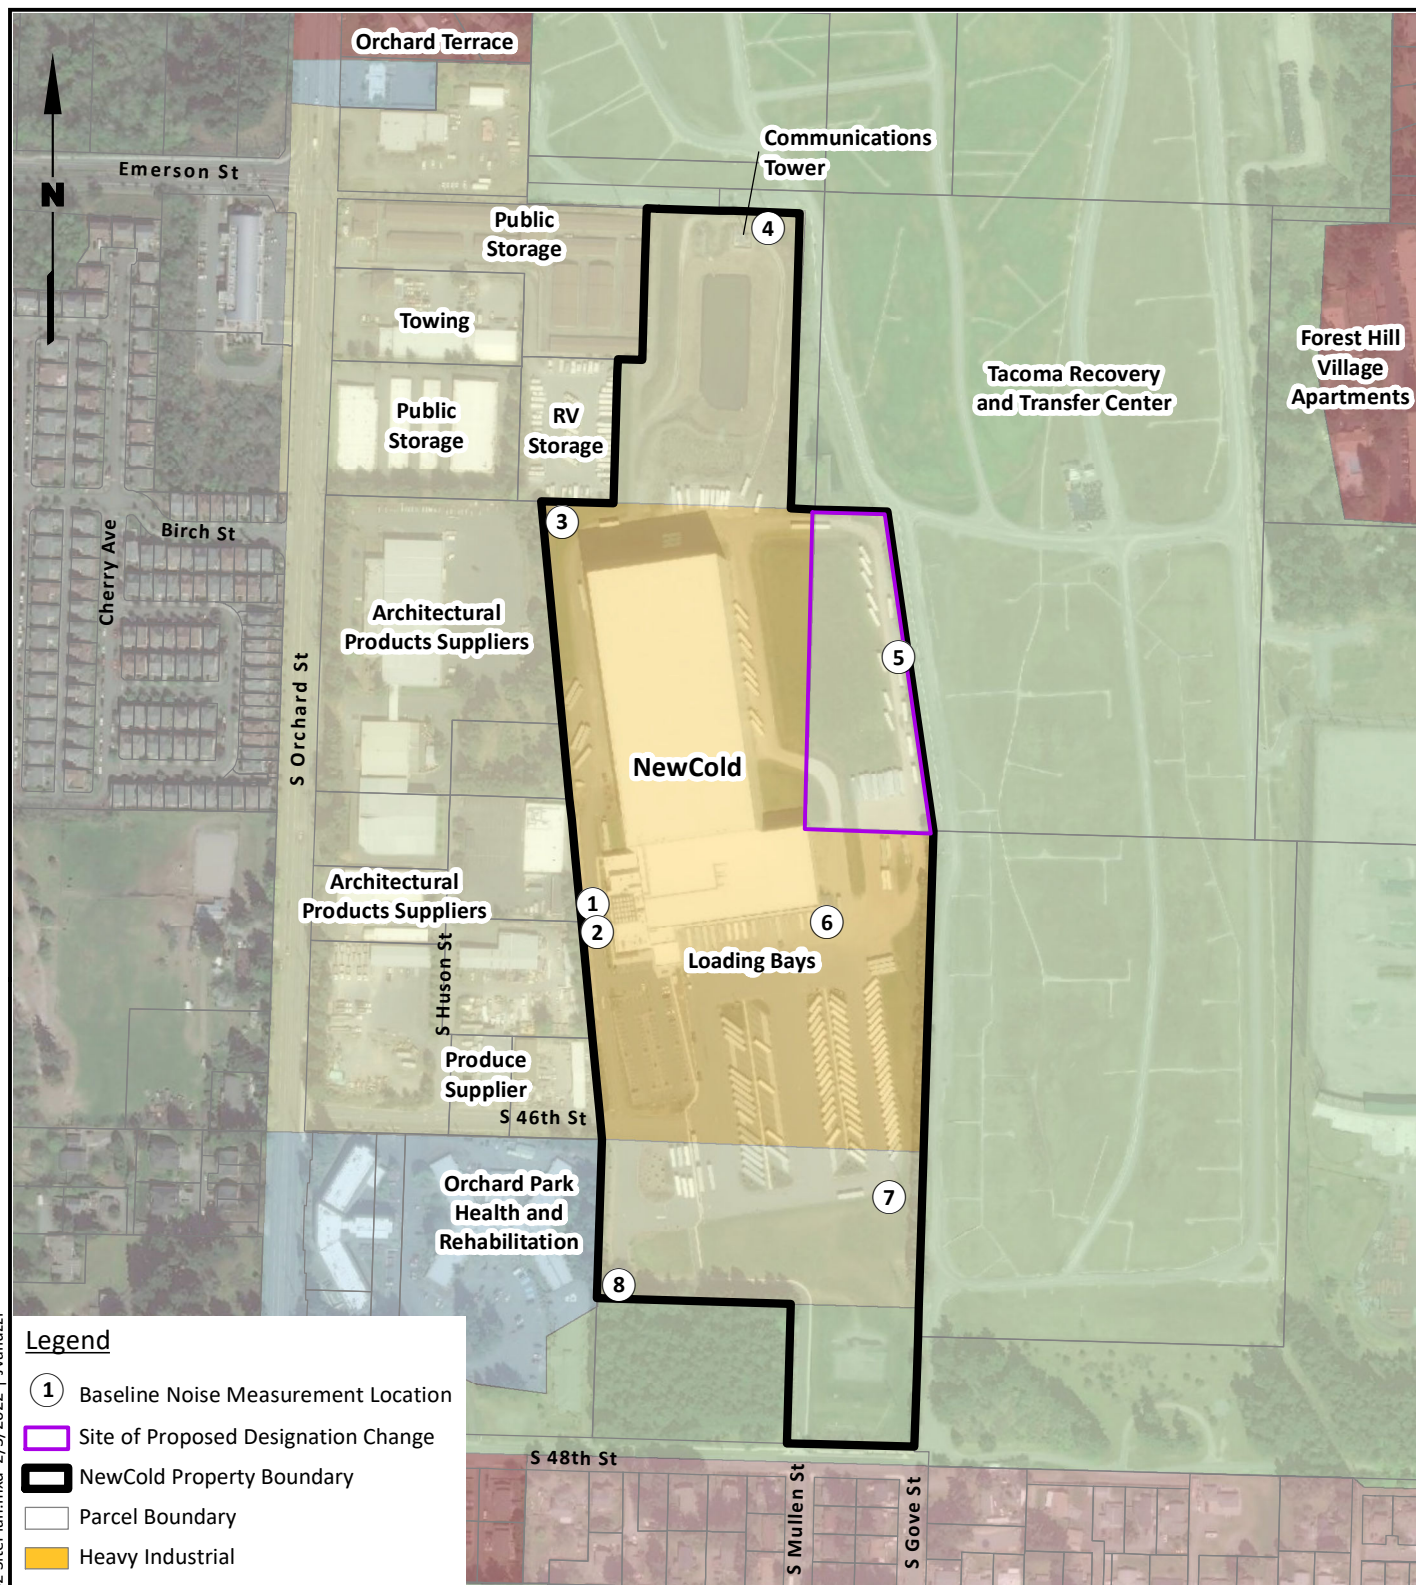 Orchard Terrace
Communications
Tower
Emerson St
N
4
Public
Storage
Towing
Forest Hill
Village
Apartments
Tacoma Recovery
and Transfer Center
Public
Storage
RV
Storage
3
Birch St
Cherry Ave
Architectural
Products Suppliers
5
S Orchard St
NewCold
Architectural
Products Suppliers
1
2
6
Loading Bays
S Huson St
Produce
Supplier
S 46th St
Orchard Park
Health and
Rehabilitation
7
8
S 48th St
S Mullen St
S Gove St
Legend
1 Baseline Noise Measurement Location
Site of Proposed Designation Change
NewCold Property Boundary
Parcel Boundary
Heavy Industrial